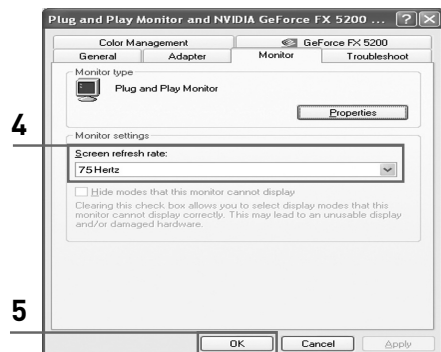 Plug and Play Monitor and NVIDIA GeForce FX 5200 ...
Color Management GeForce FX 5200
General Adapter Monitor Troubleshoot
Monitor type
Plug and Play Monitor
Properties
4
Monitor settings
Screen refresh rate:
75 Hertz
Hide modes that this monitor cannot display
Clearing this check box allows you to select display modes that this
monitor cannot display correctly. This may lead to an unusable display
and/or damaged hardware.
5
OK Cancel Apply